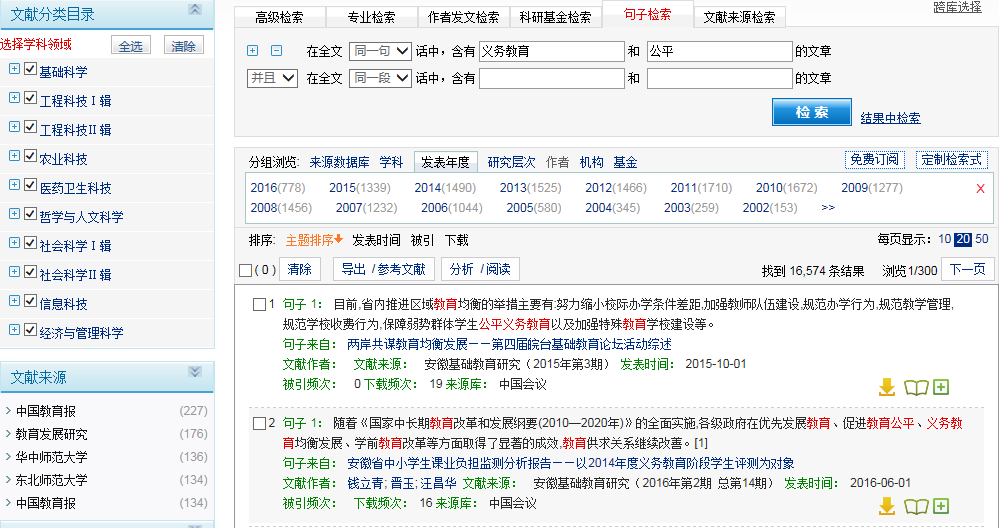 跨库选择
文献分类目录
选择学科领域 全选 清除
基础科学
工程科技Ⅰ辑
工程科技Ⅱ辑
农业科技
医药卫生科技
哲学与人文科学
社会科学Ⅰ辑
社会科学Ⅱ辑
信息科技
经济与管理科学
文献来源
中国教育报 (227)
教育发展研究 (176)
华中师范大学 (136)
东北师范大学 (134)
中国教育报 (134)
高级检索 专业检索 作者发文检索 科研基金检索 句子检索 文献来源检索
在全文 同一句 话中，含有 义务教育 和 公平 的文章
并且 在全文 同一段 话中，含有 和 的文章
检 索 结果中检索
分组浏览: 来源数据库 学科 发表年度 研究层次 作者 机构 基金 免费订阅 定制检索式
2016(778) 2015(1339) 2014(1490) 2013(1525) 2012(1466) 2011(1710) 2010(1672) 2009(1277) X
2008(1456) 2007(1232) 2006(1044) 2005(580) 2004(345) 2003(259) 2002(153) >>
排序: 主题排序 发表时间 被引 下载 每页显示: 10 20 50
(0) 清除 导出 /参考文献 分析 /阅读 找到 16,574 条结果 浏览1/300 下一页
1 句子 1： 目前,省内推进区域教育均衡的举措主要有:努力缩小校际办学条件差距,加强教师队伍建设,规范办学行为,规范教学管理,
规范学校收费行为,保障弱势群体学生公平义务教育以及加强特殊教育学校建设等。
句子来自： 两岸共谋教育均衡发展——第四届皖台基础教育论坛活动综述
文献作者： 文献来源： 安徽基础教育研究（2015年第3期） 发表时间： 2015-10-01
被引频次： 0 下载频次： 19 来源库： 中国会议
2 句子 1： 随着《国家中长期教育改革和发展纲要(2010—2020年)》的全面实施,各级政府在优先发展教育、促进教育公平、义务教
育均衡发展、学前教育改革等方面取得了显著的成效,教育供求关系继续改善。[1]
句子来自： 安徽省中小学生课业负担监测分析报告——以2014年度义务教育阶段学生评测为对象
文献作者： 钱立青; 晋玉; 汪昌华 文献来源： 安徽基础教育研究（2016年第2期 总第14期） 发表时间： 2016-06-01
被引频次： 下载频次： 16 来源库： 中国会议